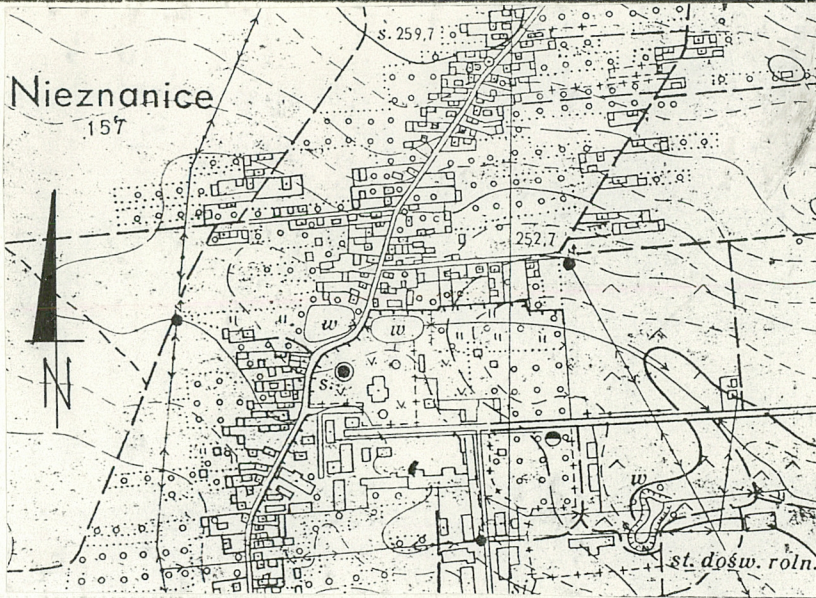 s. 259,7
Nieznanice
157
252,7
w w
s.
N
w
st. dośw. roln.